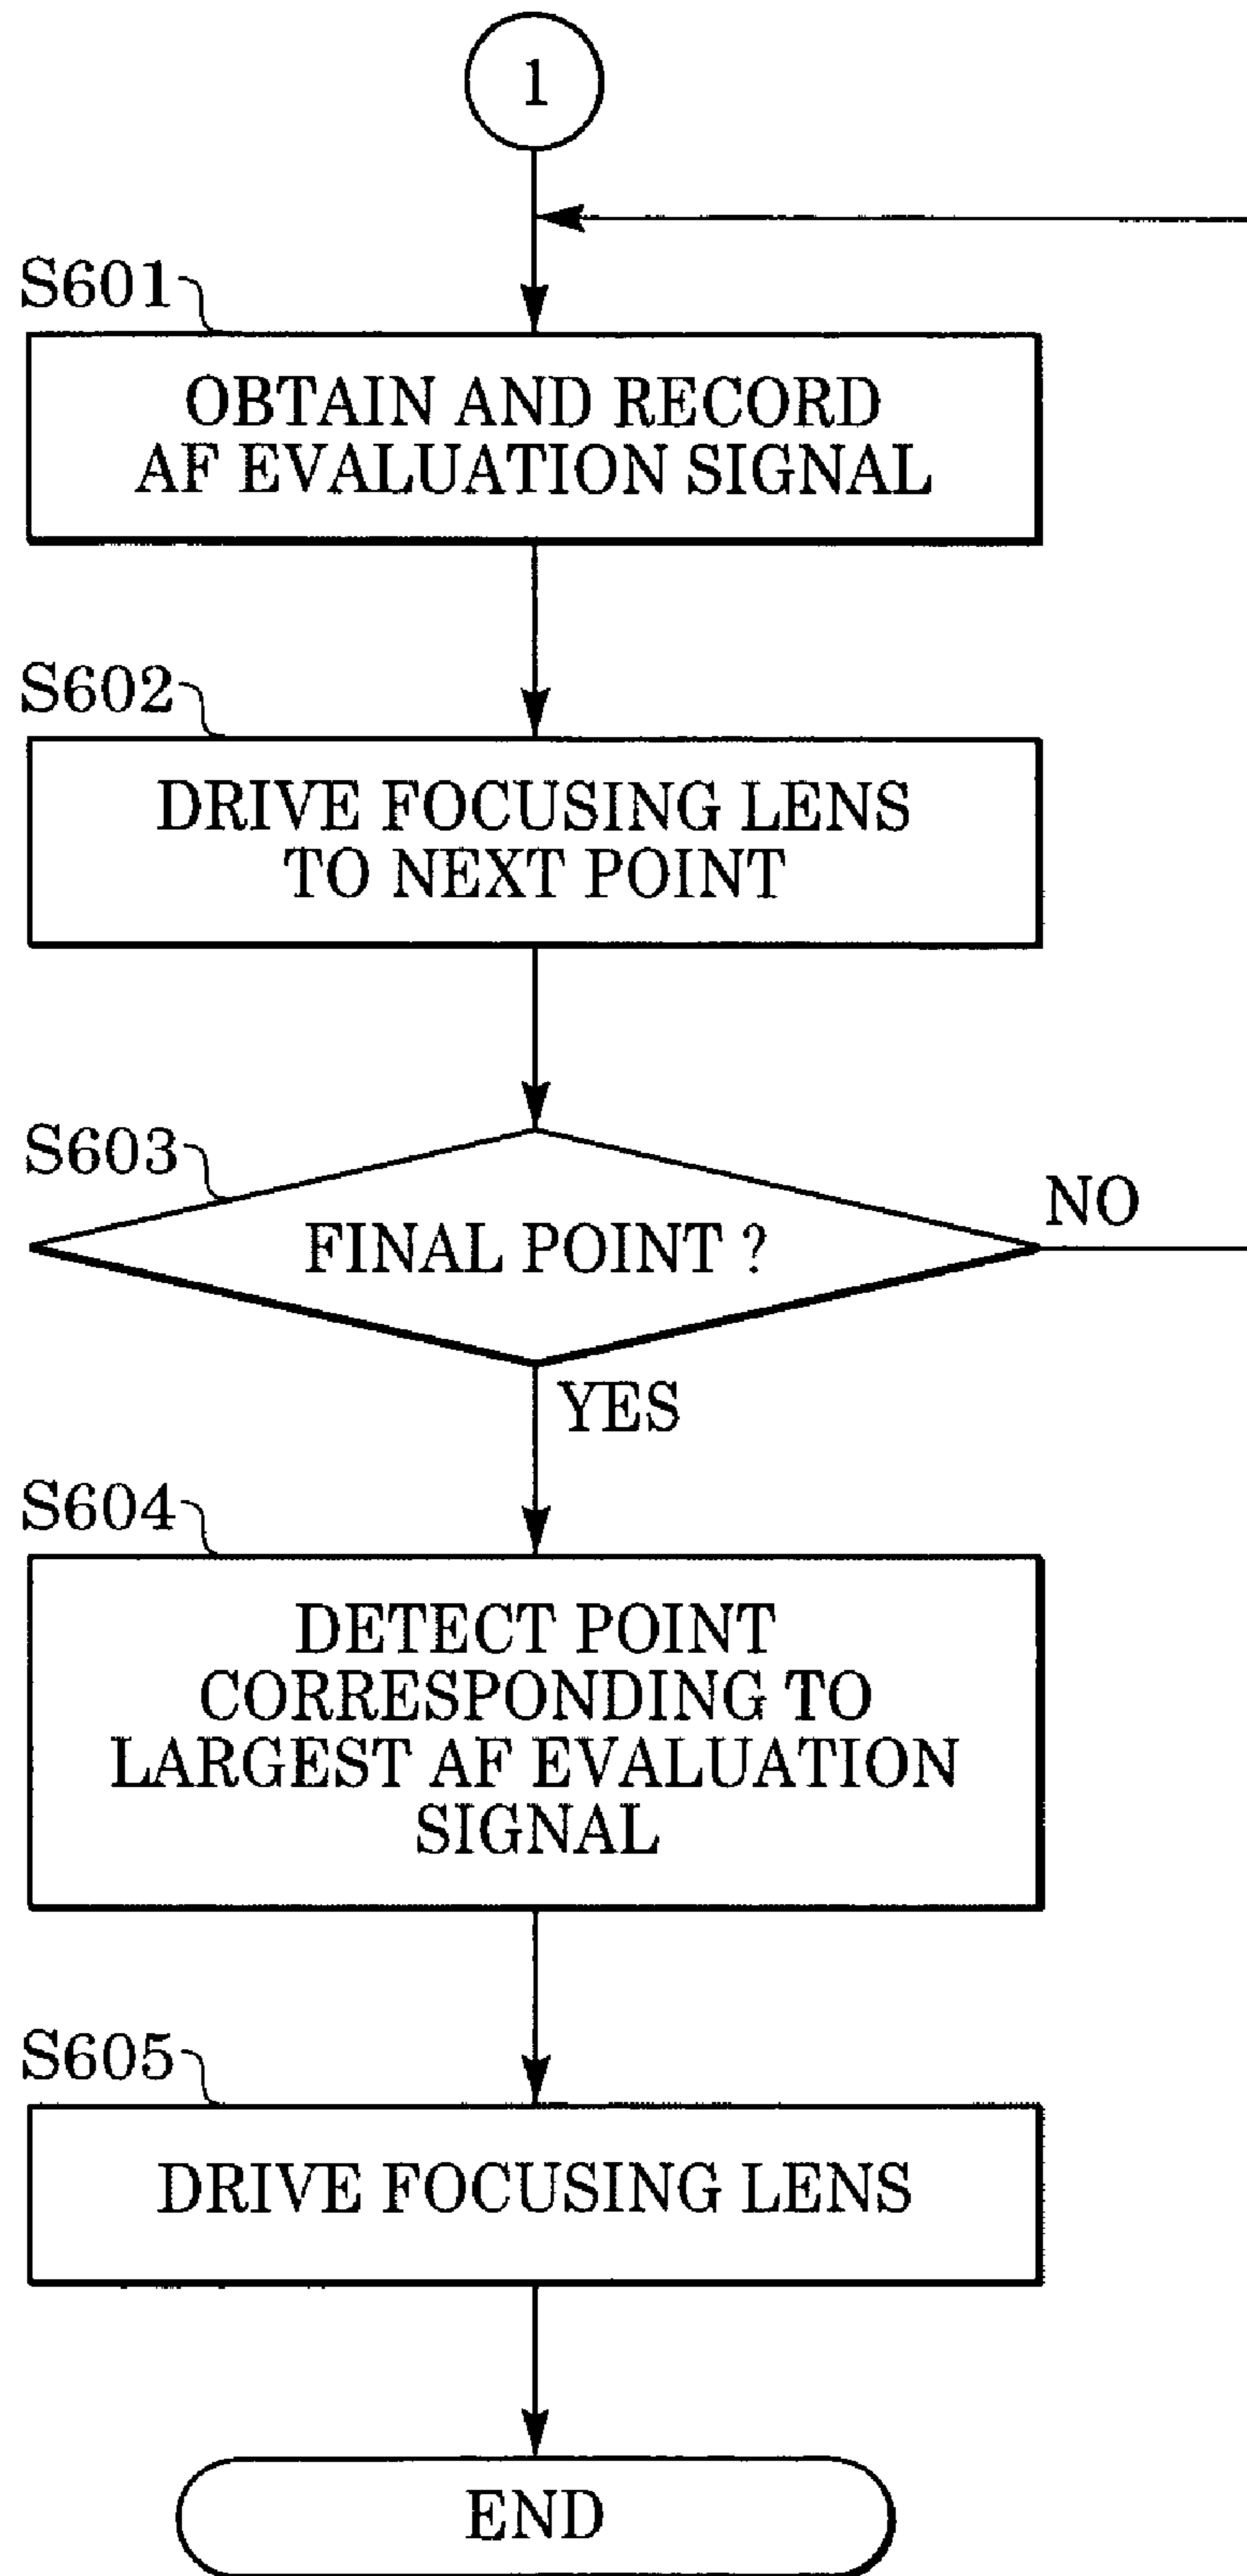 1
S601
OBTAIN AND RECORD
AF EVALUATION SIGNAL
S602
DRIVE FOCUSING LENS
TO NEXT POINT
S603
FINAL POINT ?
NO
YES
S604
DETECT POINT
CORRESPONDING TO
LARGEST AF EVALUATION
SIGNAL
S605
DRIVE FOCUSING LENS
END